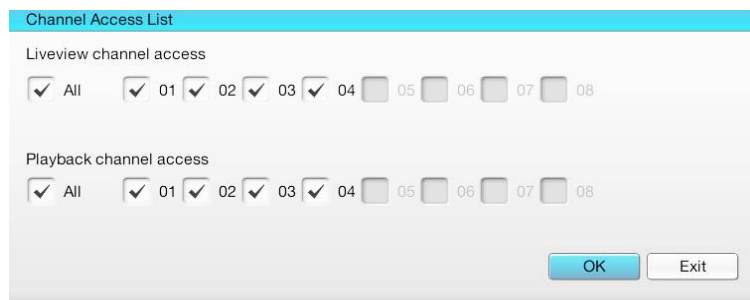 Channel Access List
Liveview channel access
All 01 02 03 04 05 06 07 08
Playback channel access
All 01 02 03 04 05 06 07 08
OK Exit